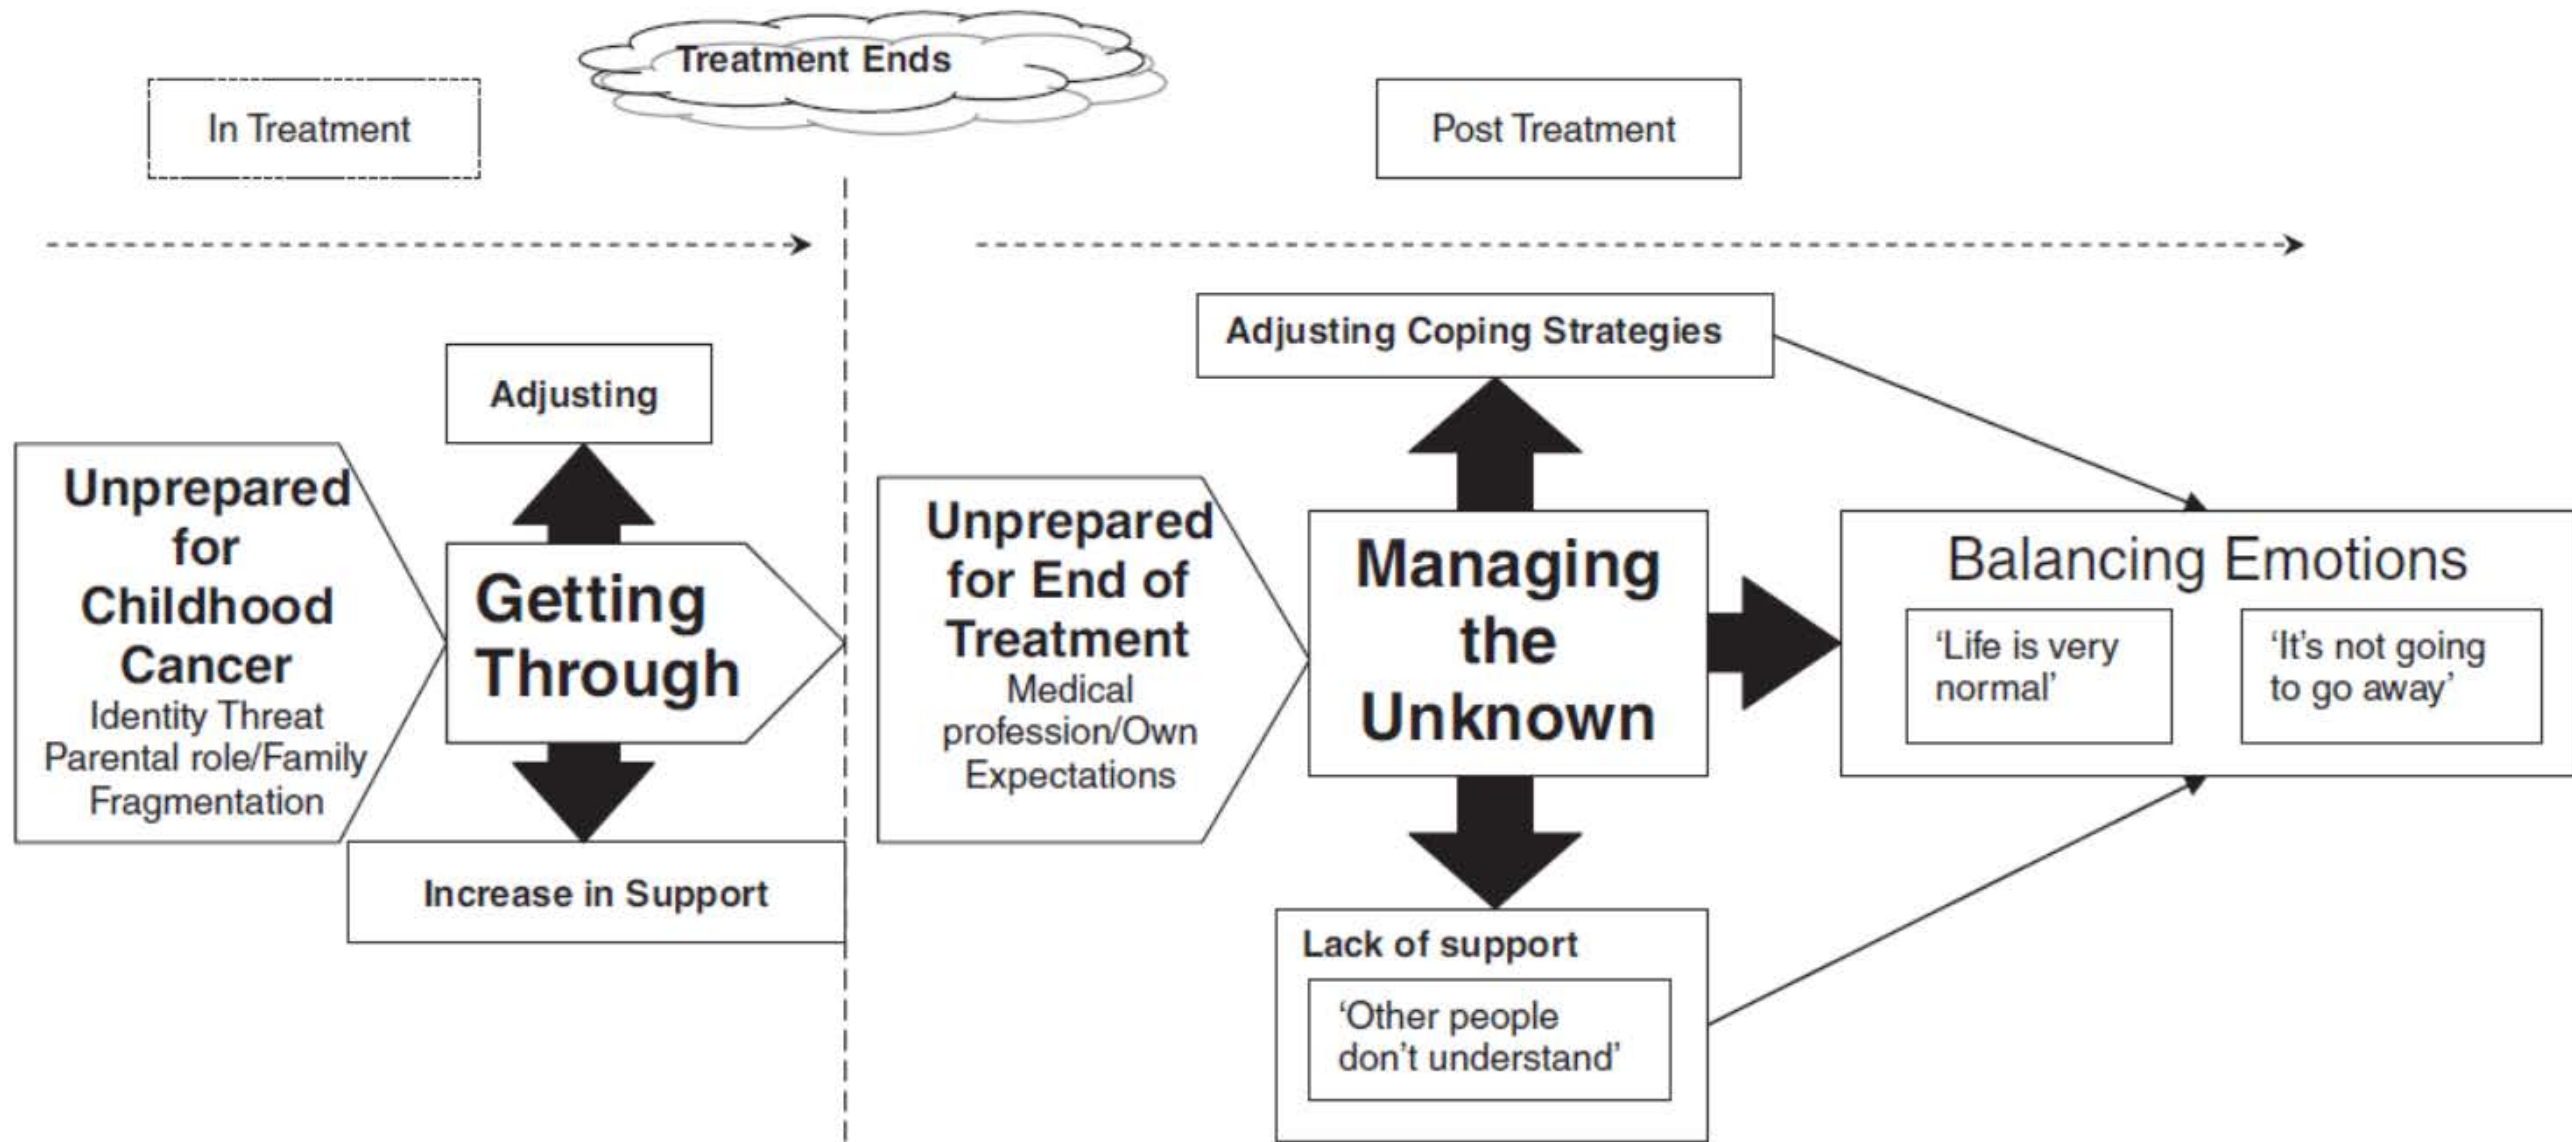 Treatment Ends
In Treatment
Post Treatment
Adjusting Coping Strategies
Adjusting
Unprepared
for
Childhood
Cancer
Identity Threat
Parental role/Family
Fragmentation
Getting
Through
Increase in Support
Unprepared
for End of
Treatment
Medical
profession/Own
Expectations
Managing
the
Unknown
Balancing Emotions
‘Life is very
normal’
‘It’s not going
to go away’
Lack of support
‘Other people
don’t understand’